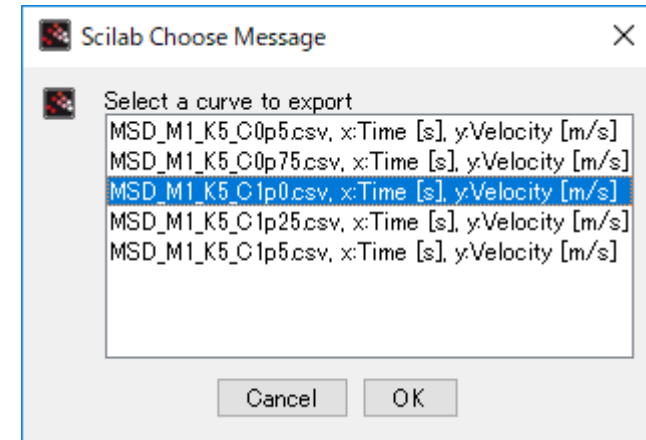 Scilab Choose Message
Select a curve to export
MSD_M1_K5_C0p5.csv, x:Time [s], y:Velocity [m/s]
MSD_M1_K5_C0p75.csv, x:Time [s], y:Velocity [m/s]
MSD_M1_K5_C1p0.csv, x:Time [s], y:Velocity [m/s]
MSD_M1_K5_C1p25.csv, x:Time [s], y:Velocity [m/s]
MSD_M1_K5_C1p5.csv, x:Time [s], y:Velocity [m/s]
Cancel OK